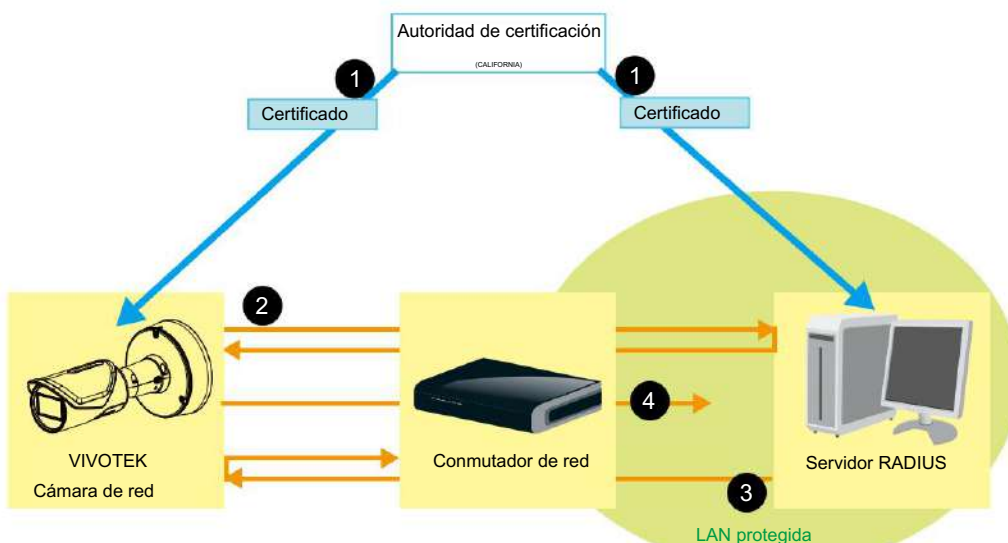 Autoridad de certificación
(CALIFORNIA)
1
1
Certificado
Certificado
2
4
VIVOTEK
Cámara de red
Conmutador de red
Servidor RADIUS
3
LAN protegida